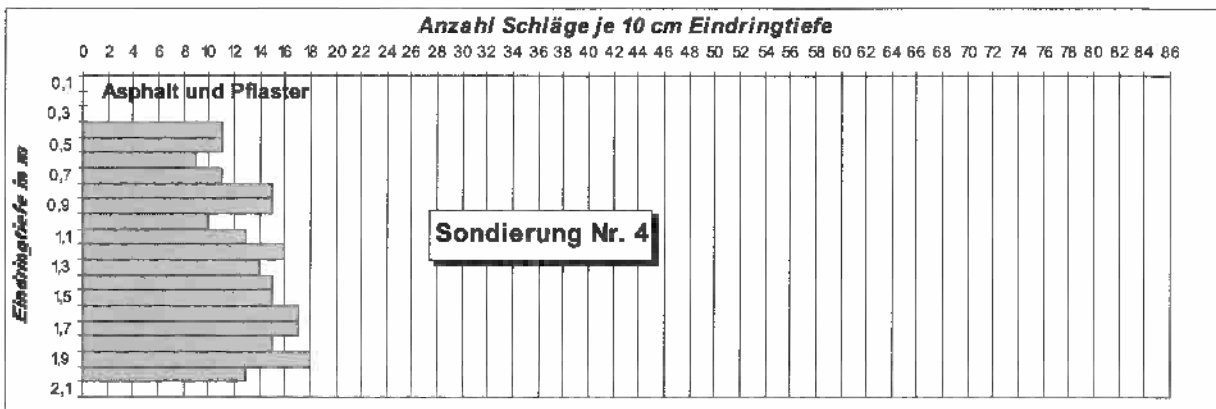 Anzahl Schläge je 10 cm Eindringtiefe
0 2 4 6 8 10 12 14 16 18 20 22 24 26 28 30 32 34 36 38 40 42 44 46 48 50 52 54 56 58 60 62 64 66 68 70 72 74 76 78 80 82 84 86
Eindringtiefe in m
0,1
Asphalt und Pflaster
0,3
0,5
0,7
0,9
1,1
Sondierung Nr. 4
1,3
1,5
1,7
1,9
2,1